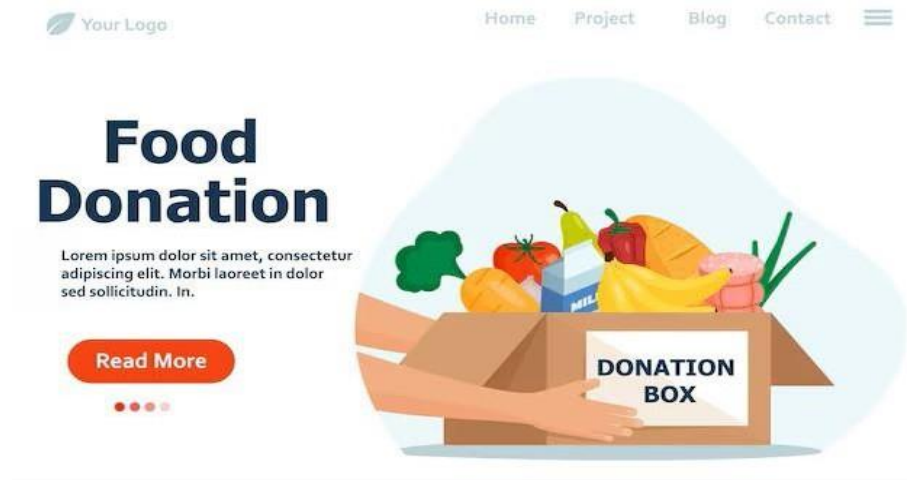 Your Logo
Home Project Blog Contact
Food
Donation
Lorem ipsum dolor sit amet, consectetur
adipiscing elit. Morbi laoreet in dolor
sed sollicitudin. In.
Read More
MIL
DONATION
BOX